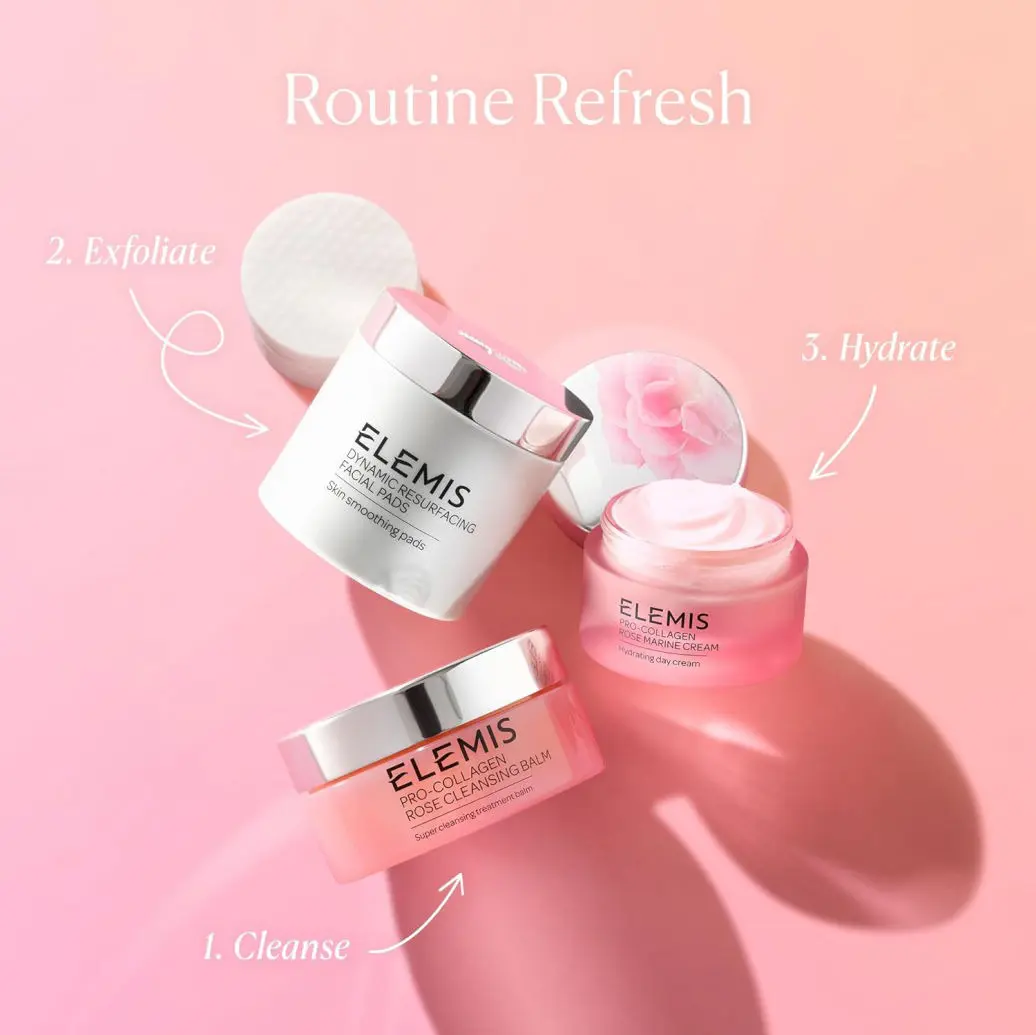 Routine Refresh
2. Exfoliate
3. Hydrate
ELEMIS
DYNAMIC RESURFACING
FACIAL PADS
Skin smoothing pads
ELEMIS
PRO-COLLAGEN
ROSE MARINE CREAM
Hydrating day cream
ELEMIS
PRO-COLLAGEN
ROSE CLEANSING BALM
Super cleansing treatment balm
1. Cleanse